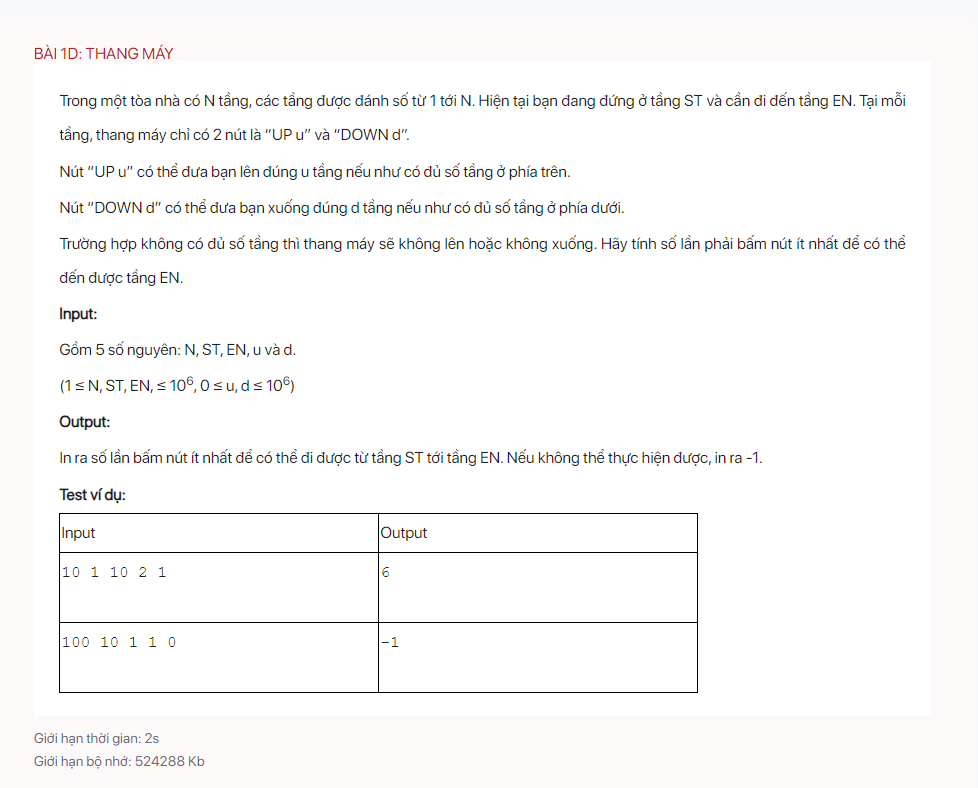 BÀI 1D: THANG MÁY
Trong một tòa nhà có N tầng, các tầng được đánh số từ 1 tới N. Hiện tại bạn đang đứng ở tầng ST và cần đi đến tầng EN. Tại mỗi
tầng, thang máy chỉ có 2 nút là “UP u” và “DOWN d”.
Nút “UP u” có thể đưa bạn lên đúng u tầng nếu như có đủ số tầng ở phía trên.
Nút “DOWN d” có thể đưa bạn xuống đúng d tầng nếu như có đủ số tầng ở phía dưới.
Trường hợp không có đủ số tầng thì thang máy sẽ không lên hoặc không xuống. Hãy tính số lần phải bấm nút ít nhất để có thể
đến được tầng EN.
Input:
Gồm 5 số nguyên: N, ST, EN, u và d.
(1 ≤ N, ST, EN, ≤ 10⁶, 0 ≤ u, d ≤ 10⁶)
Output:
In ra số lần bấm nút ít nhất để có thể đi được từ tầng ST tới tầng EN. Nếu không thể thực hiện được, in ra -1.
Test ví dụ:
Input Output
10 1 10 2 1 6
100 10 1 1 0 -1
Giới hạn thời gian: 2s
Giới hạn bộ nhớ: 524288 Kb